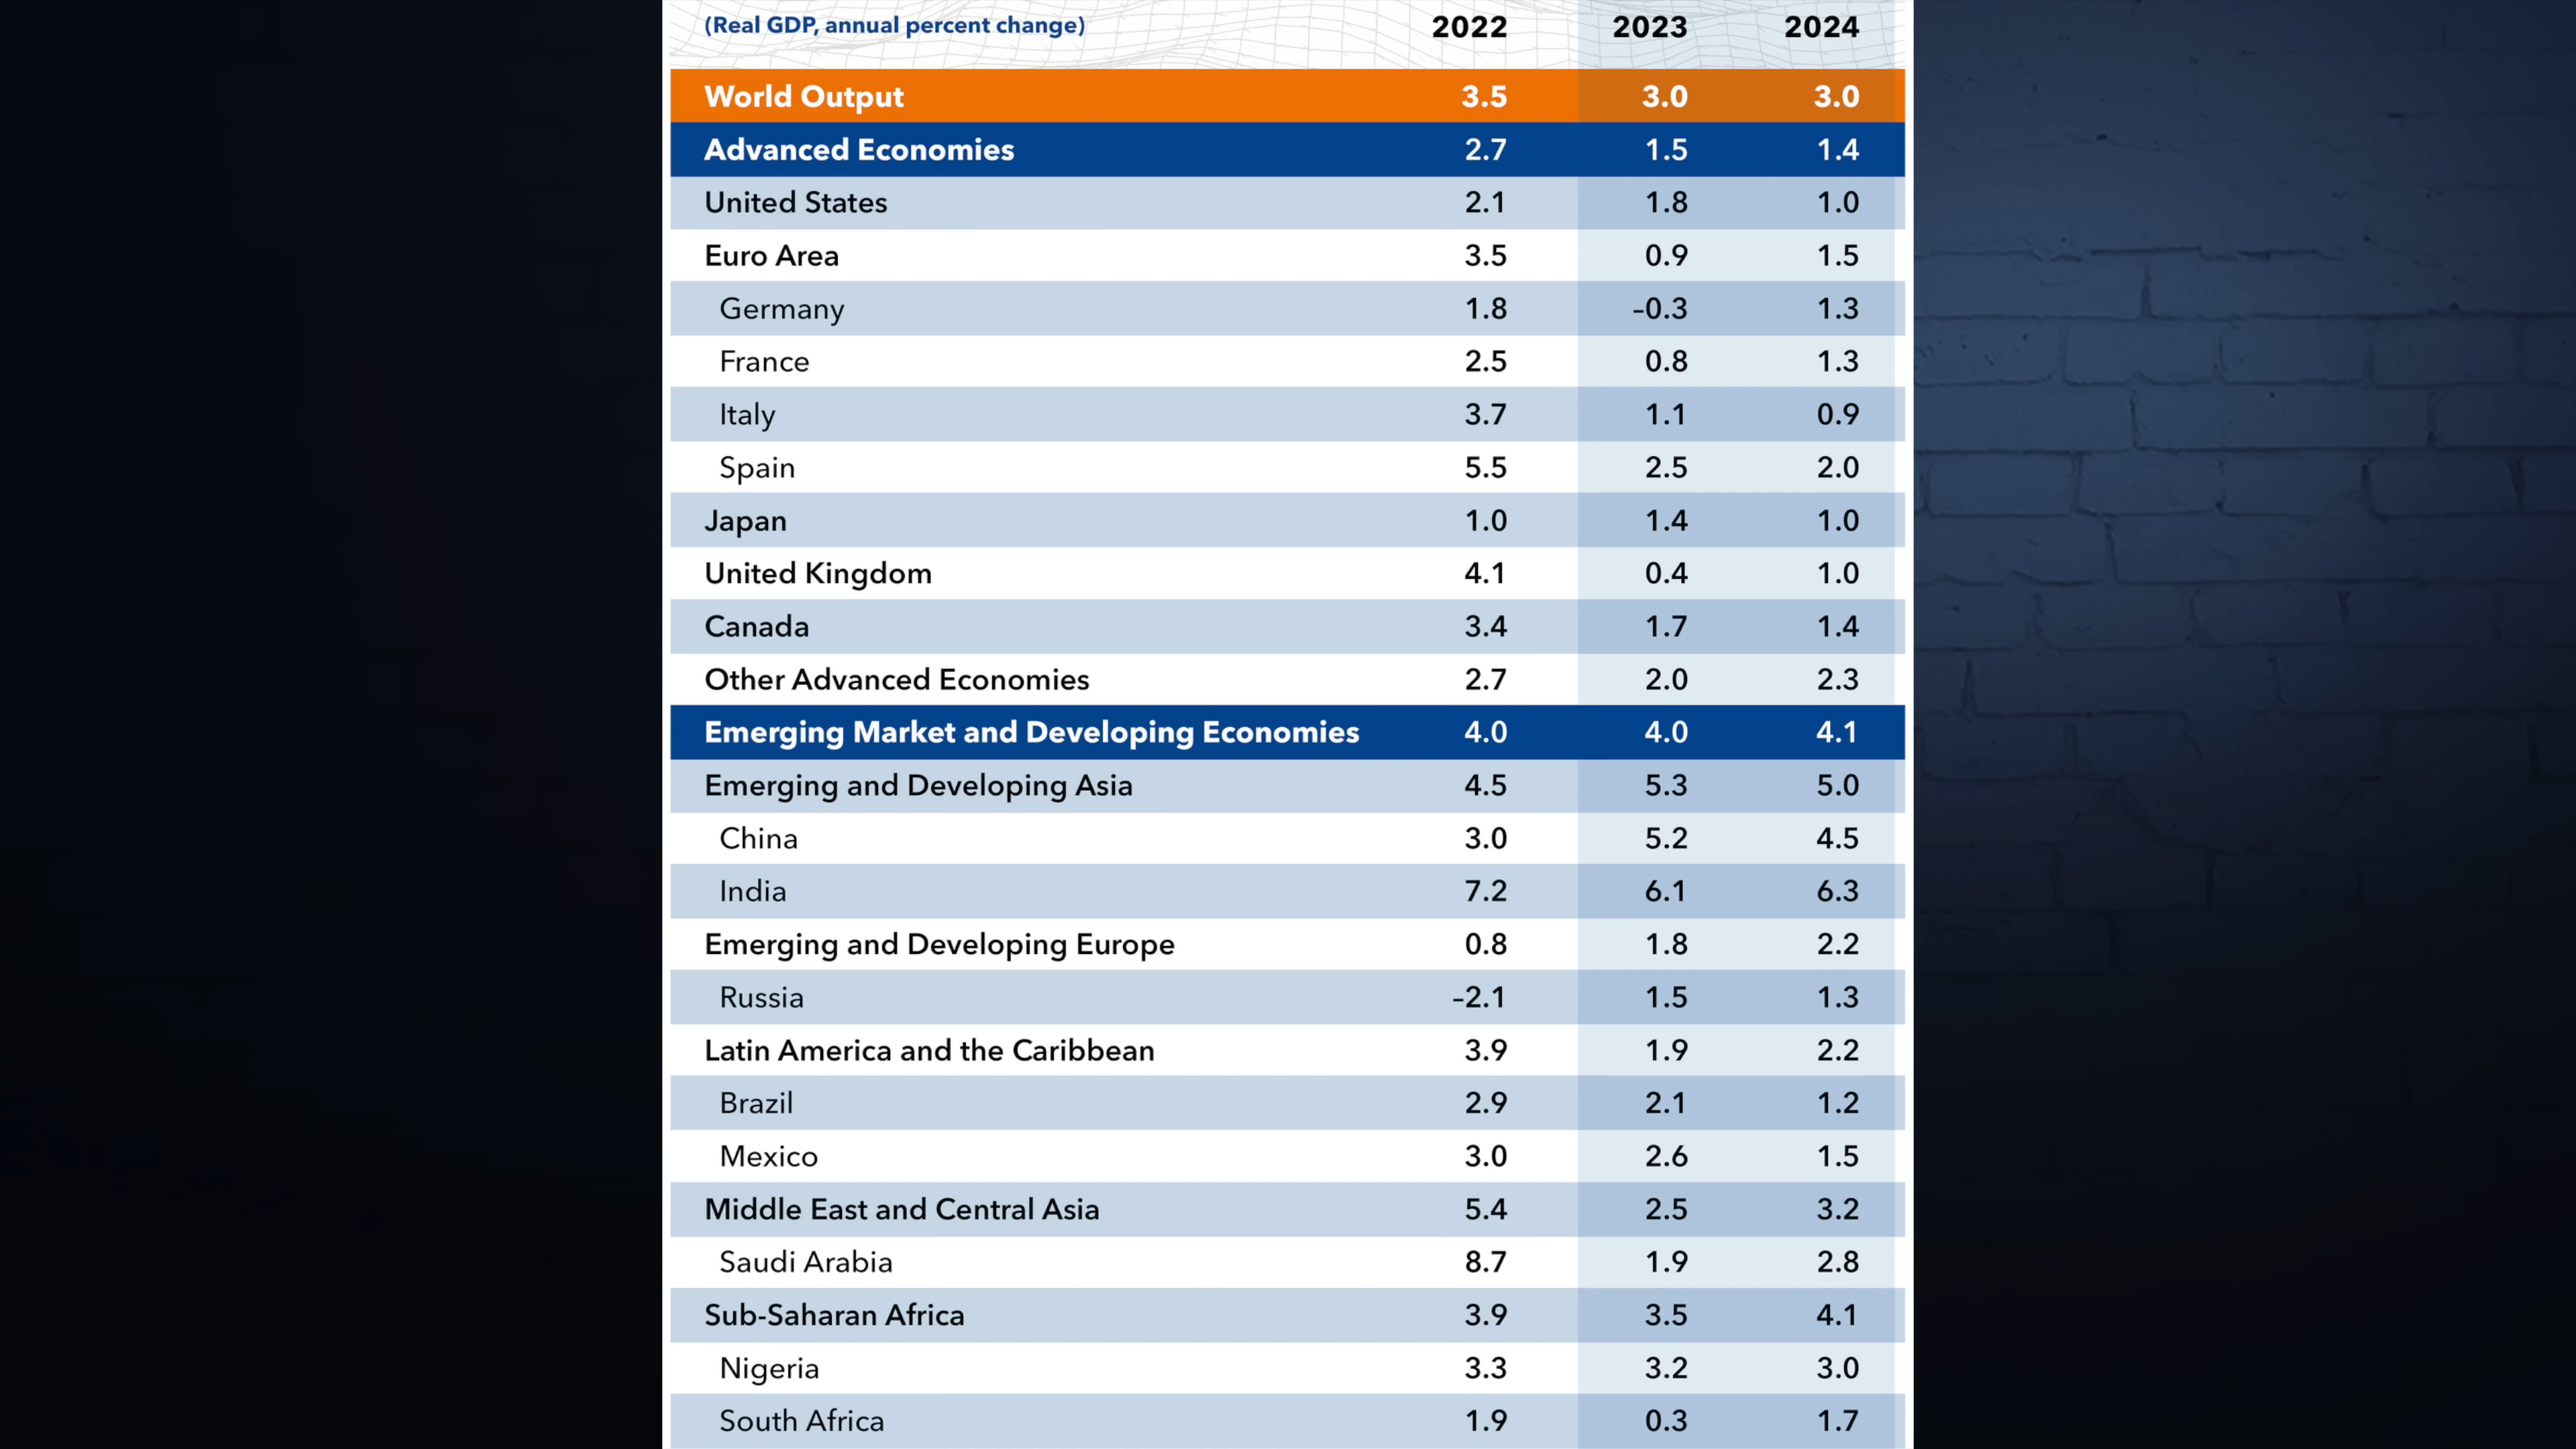 (Real GDP, annual percent change) 2022 2023 2024
World Output 3.5 3.0 3.0
Advanced Economies 2.7 1.5 1.4
United States 2.1 1.8 1.0
Euro Area 3.5 0.9 1.5
Germany 1.8 –0.3 1.3
France 2.5 0.8 1.3
Italy 3.7 1.1 0.9
Spain 5.5 2.5 2.0
Japan 1.0 1.4 1.0
United Kingdom 4.1 0.4 1.0
Canada 3.4 1.7 1.4
Other Advanced Economies 2.7 2.0 2.3
Emerging Market and Developing Economies 4.0 4.0 4.1
Emerging and Developing Asia 4.5 5.3 5.0
China 3.0 5.2 4.5
India 7.2 6.1 6.3
Emerging and Developing Europe 0.8 1.8 2.2
Russia –2.1 1.5 1.3
Latin America and the Caribbean 3.9 1.9 2.2
Brazil 2.9 2.1 1.2
Mexico 3.0 2.6 1.5
Middle East and Central Asia 5.4 2.5 3.2
Saudi Arabia 8.7 1.9 2.8
Sub-Saharan Africa 3.9 3.5 4.1
Nigeria 3.3 3.2 3.0
South Africa 1.9 0.3 1.7